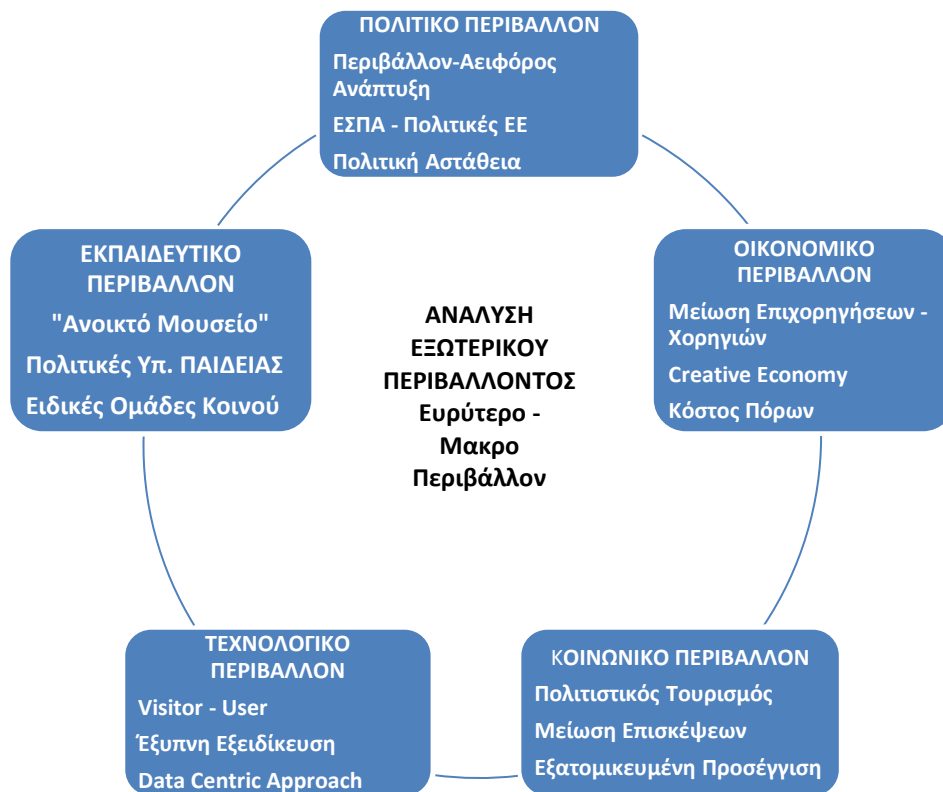 ΠΟΛΙΤΙΚΟ ΠΕΡΙΒΑΛΛΟΝ
Περιβάλλον-Αειφόρος
Ανάπτυξη
ΕΣΠΑ - Πολιτικές ΕΕ
Πολιτική Αστάθεια
ΟΙΚΟΝΟΜΙΚΟ
ΠΕΡΙΒΑΛΛΟΝ
Μείωση Επιχορηγήσεων -
Χορηγιών
Creative Economy
Κόστος Πόρων
ΚΟΙΝΩΝΙΚΟ ΠΕΡΙΒΑΛΛΟΝ
Πολιτιστικός Τουρισμός
Μείωση Επισκέψεων
Εξατομικευμένη Προσέγγιση
ΤΕΧΝΟΛΟΓΙΚΟ
ΠΕΡΙΒΑΛΛΟΝ
Visitor - User
Έξυπνη Εξειδίκευση
Data Centric Approach
ΕΚΠΑΙΔΕΥΤΙΚΟ
ΠΕΡΙΒΑΛΛΟΝ
"Ανοικτό Μουσείο"
Πολιτικές Υπ. ΠΑΙΔΕΙΑΣ
Ειδικές Ομάδες Κοινού
ΑΝΑΛΥΣΗ
ΕΞΩΤΕΡΙΚΟΥ
ΠΕΡΙΒΑΛΛΟΝΤΟΣ
Ευρύτερο -
Μακρο
Περιβάλλον